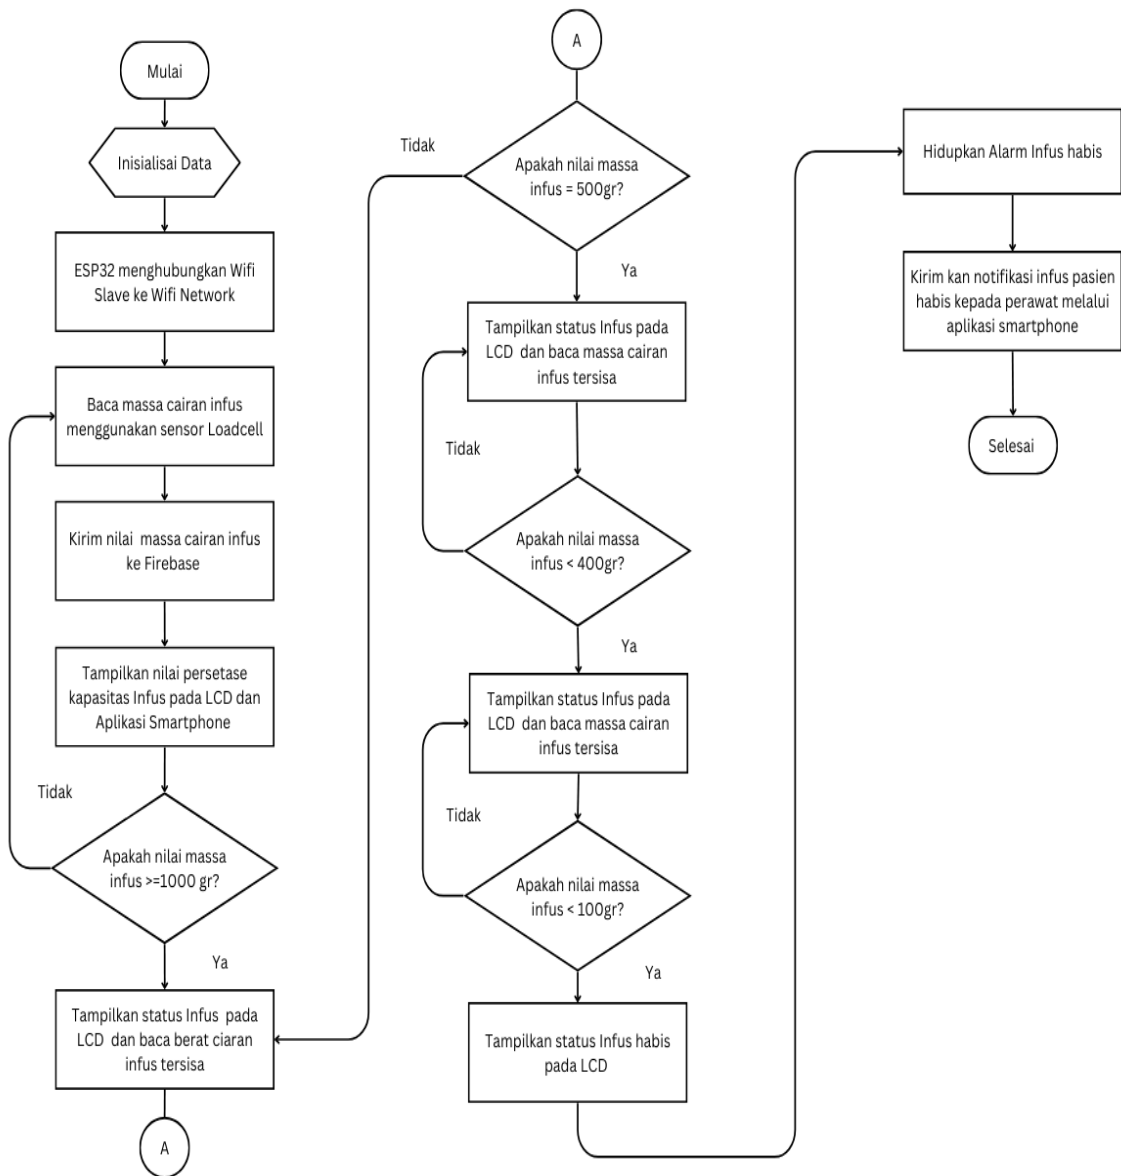 Mulai
Inisialisai Data
ESP32 menghubungkan Wifi
Slave ke Wifi Network
Baca massa cairan infus
menggunakan sensor Loadcell
Kirim nilai massa cairan infus
ke Firebase
Tampilkan nilai persetase
kapasitas Infus pada LCD dan
Aplikasi Smartphone
Tidak
Apakah nilai massa
infus >=1000 gr?
Ya
Tampilkan status Infus pada
LCD dan baca berat ciaran
infus tersisa
A
A
Tidak
Apakah nilai massa
infus = 500gr?
Ya
Tampilkan status Infus pada
LCD dan baca massa cairan
infus tersisa
Tidak
Apakah nilai massa
infus < 400gr?
Ya
Tampilkan status Infus pada
LCD dan baca massa cairan
infus tersisa
Tidak
Apakah nilai massa
infus < 100gr?
Ya
Tampilkan status Infus habis
pada LCD
Hidupkan Alarm Infus habis
Kirim kan notifikasi infus pasien
habis kepada perawat melalui
aplikasi smartphone
Selesai